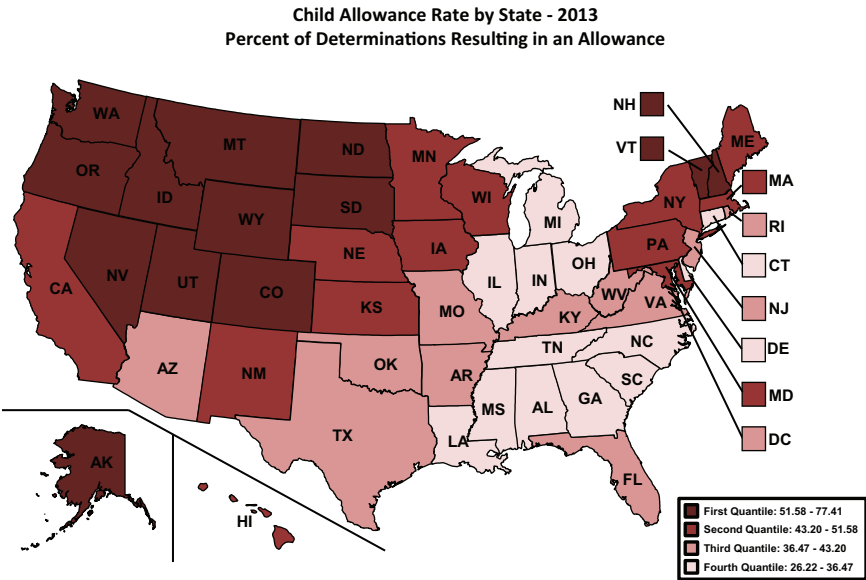 Child Allowance Rate by State - 2013
Percent of Determinations Resulting in an Allowance
NH
WA
VT
MT
ND
MN
ME
OR
ID
SD
WI
NY
MA
WY
MI
RI
IA
PA
NE
NV
UT
CO
IL
IN
OH
CT
CA
KS
MO
WV
VA
NJ
KY
DE
AZ
NM
OK
AR
TN
NC
SC
MS
AL
GA
MD
TX
LA
DC
AK
FL
HI
First Quantile: 51.58 - 77.41
Second Quantile: 43.20 - 51.58
Third Quantile: 36.47 - 43.20
Fourth Quantile: 26.22 - 36.47